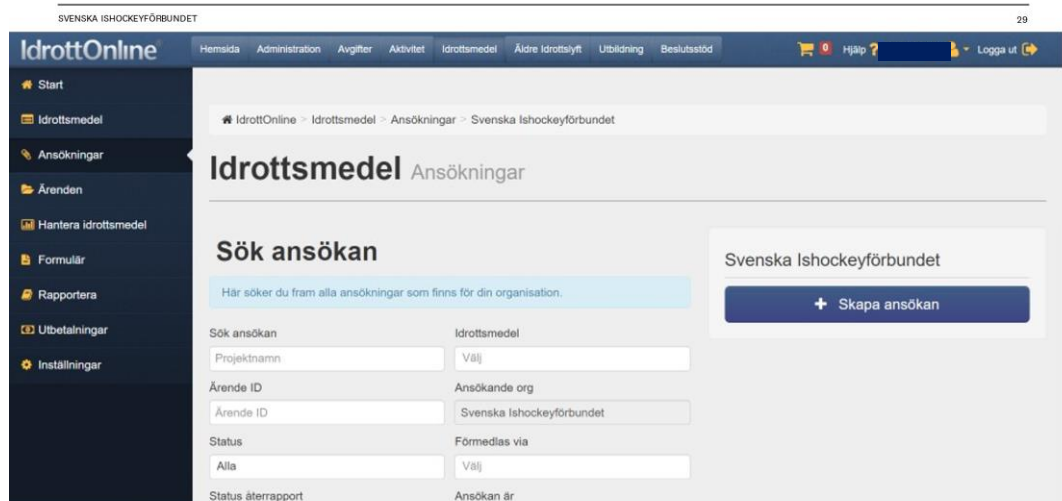 SVENSKA ISHOCKEYFÖRBUNDET 29
IdrottOnline Hemsida Administration Avgifter Aktivitet Idrottsmedel Äldre Idrottslyft Utbildning Beslutsstöd 0 Hjälp ? Logga ut
Start
Idrottsmedel
IdrottOnline > Idrottsmedel > Ansökningar > Svenska Ishockeyförbundet
Ansökningar
Idrottsmedel Ansökningar
Ärenden
Hantera idrottsmedel
Formulär
Rapportera
Utbetalningar
Inställningar
Sök ansökan
Här söker du fram alla ansökningar som finns för din organisation.
Sök ansökan Idrottsmedel
Projektnamn Välj
Ärende ID Ansökande org
Ärende ID Svenska Ishockeyförbundet
Status Förmedlas via
Alla Välj
Status återrapport Ansökan är
Svenska Ishockeyförbundet
+ Skapa ansökan